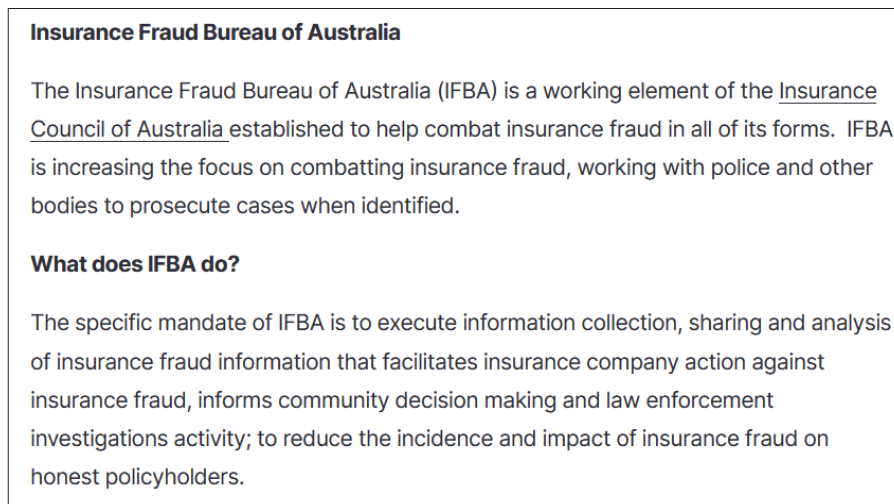 Insurance Fraud Bureau of Australia
The Insurance Fraud Bureau of Australia (IFBA) is a working element of the Insurance
Council of Australia established to help combat insurance fraud in all of its forms.  IFBA
is increasing the focus on combatting insurance fraud, working with police and other
bodies to prosecute cases when identified.
What does IFBA do?
The specific mandate of IFBA is to execute information collection, sharing and analysis
of insurance fraud information that facilitates insurance company action against
insurance fraud, informs community decision making and law enforcement
investigations activity; to reduce the incidence and impact of insurance fraud on
honest policyholders.